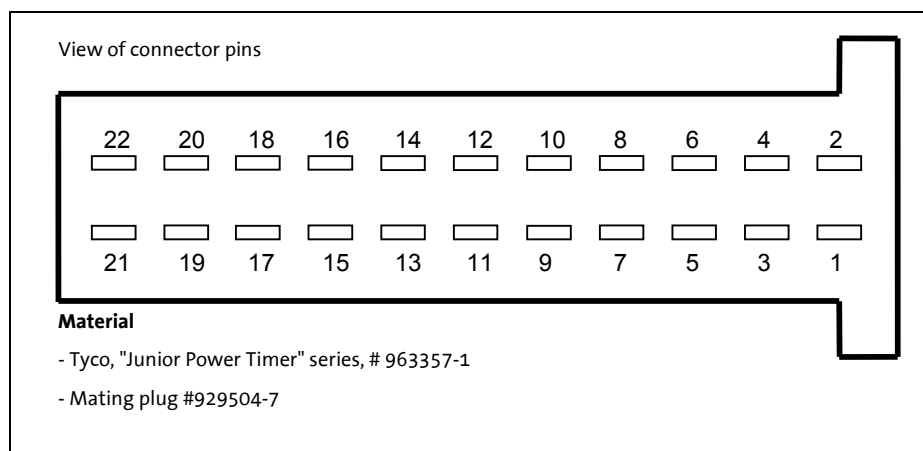 View of connector pins
22 20 18 16 14 12 10 8 6 4 2
21 19 17 15 13 11 9 7 5 3 1
Material
- Tyco, "Junior Power Timer" series, # 963357-1
- Mating plug #929504-7